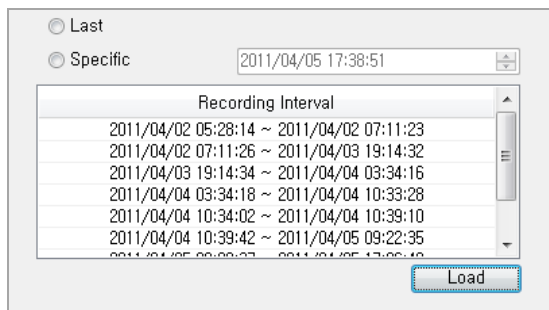 Last
Specific 2011/04/05 17:38:51
Recording Interval
2011/04/02 05:28:14 ~ 2011/04/02 07:11:23
2011/04/02 07:11:26 ~ 2011/04/03 19:14:32
2011/04/03 19:14:34 ~ 2011/04/04 03:34:16
2011/04/04 03:34:18 ~ 2011/04/04 10:33:28
2011/04/04 10:34:02 ~ 2011/04/04 10:39:10
2011/04/04 10:39:42 ~ 2011/04/05 09:22:35
Load